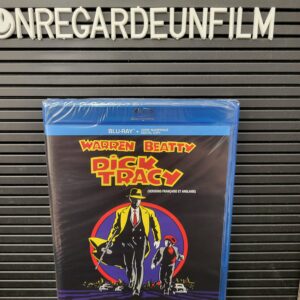 ONREGARDEUNFILM
BLU-RAY +
WARREN BEATTY
DICK
TRACY
(VERSIONS FRANÇAISE ET ANGLAISE)